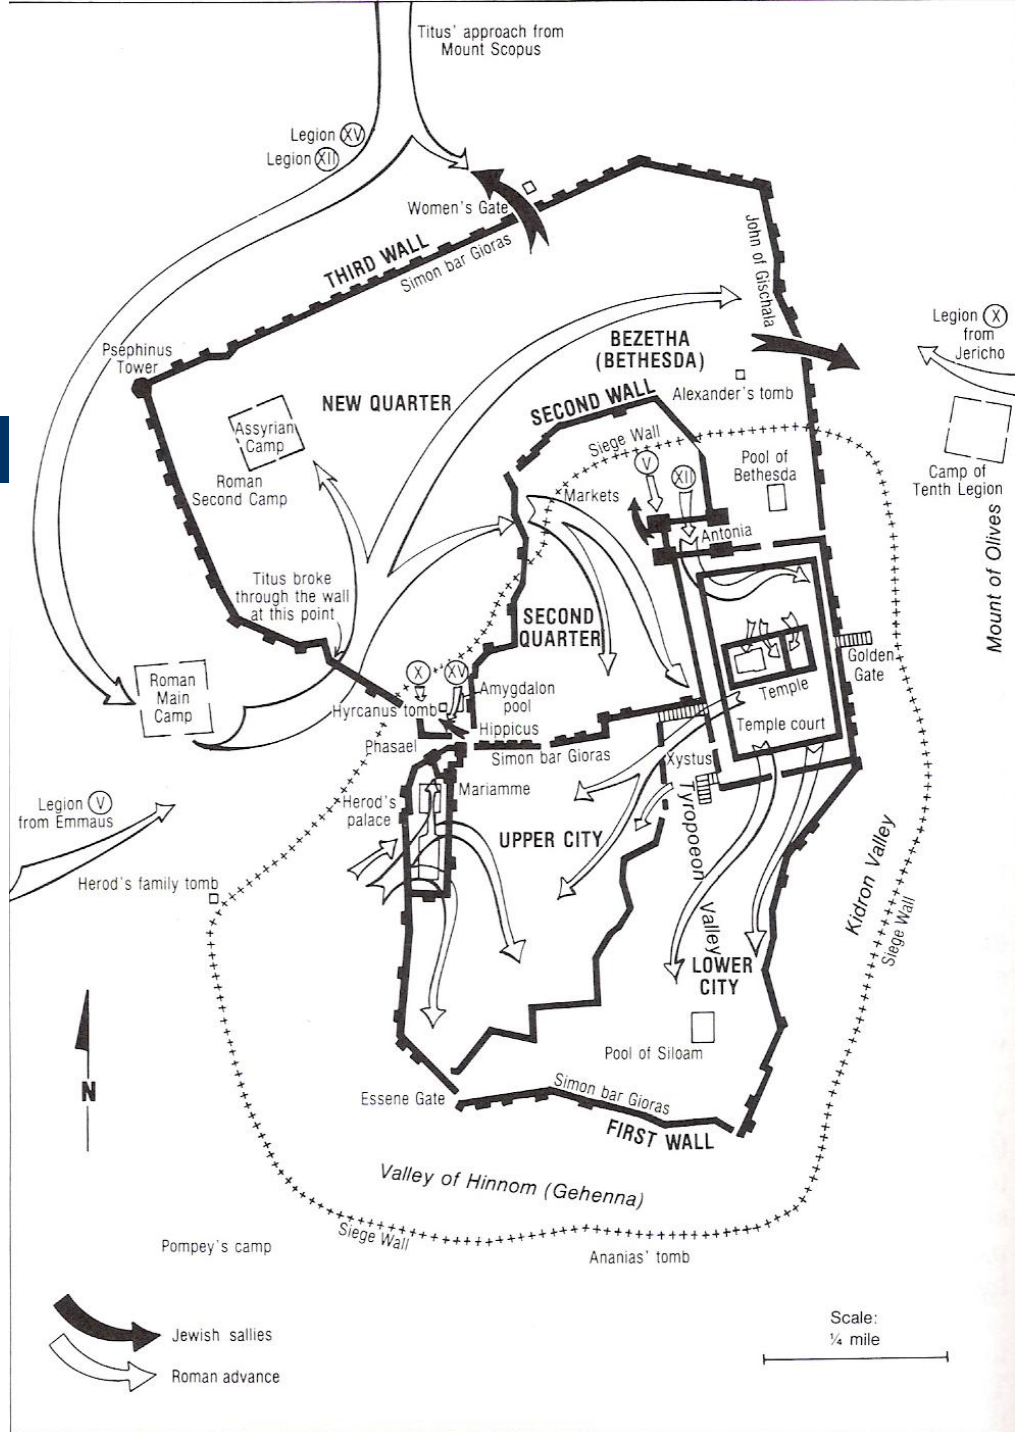 Titus' approach from
Mount Scopus
Legion XV
Legion XII
Women's Gate
THIRD WALL
Simon bar Gioras
John of Gischala
Legion X
from
Jericho
Psephinus
Tower
BEZETHA
(BETHESDA)
NEW QUARTER
SECOND WALL
Alexander's tomb
Assyrian
Camp
Siege Wall
Roman
Second Camp
V
XII
Pool of
Bethesda
Camp of
Tenth Legion
Markets
Antonia
Mount of Olives
Titus broke
through the wall
at this point
SECOND
QUARTER
Golden
Gate
Roman
Main
Camp
X
XV
Amygdalon
pool
Temple
Hyrcanus tomb
Hippicus
Temple court
Phasael
Simon bar Gioras
Xystus
Legion V
from Emmaus
Herod's
palace
Mariamme
UPPER CITY
Tyropoeon
Valley
Kidron Valley
Siege Wall
Herod's family tomb
LOWER
CITY
N
Pool of Siloam
Essene Gate
Simon bar Gioras
FIRST WALL
Valley of Hinnom (Gehenna)
Siege Wall
Pompey's camp
Ananias' tomb
Jewish sallies
Roman advance
Scale:
¼ mile